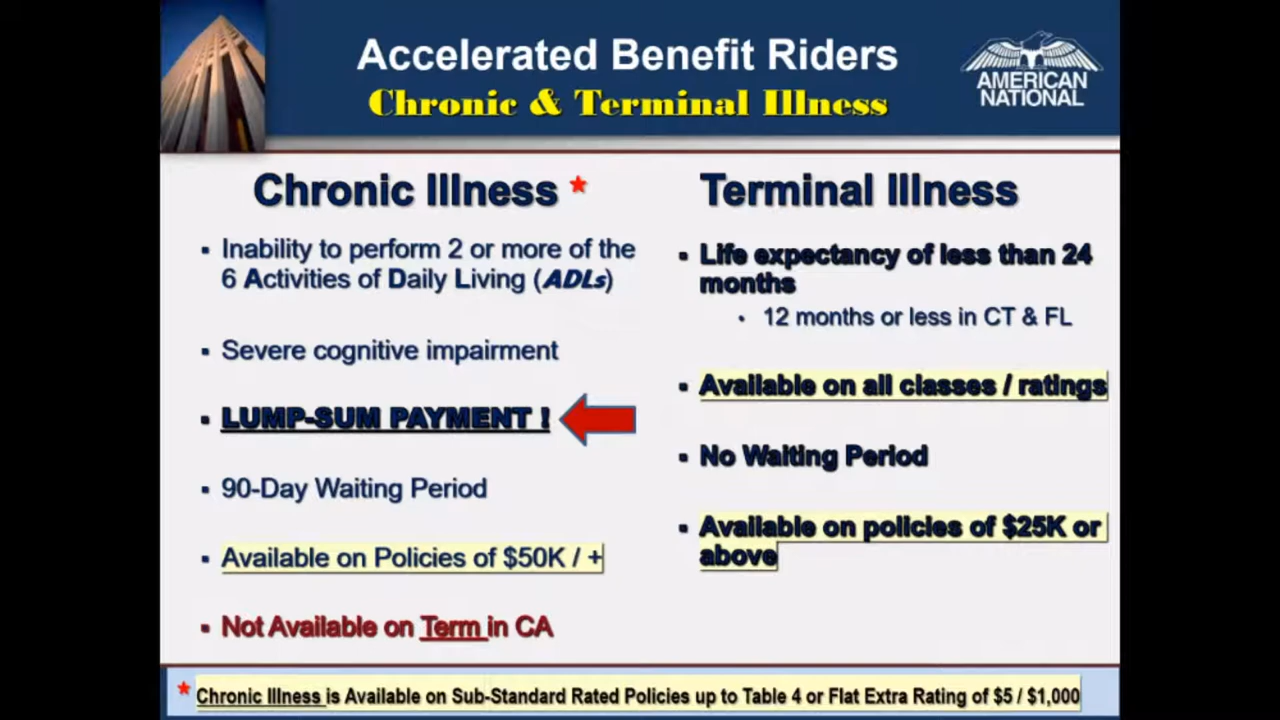 Accelerated Benefit Riders
Chronic & Terminal Illness
AMERICAN
NATIONAL
Chronic Illness *
▪ Inability to perform 2 or more of the
6 Activities of Daily Living (ADLs)
▪ Severe cognitive impairment
▪ LUMP-SUM PAYMENT !
▪ 90-Day Waiting Period
▪ Available on Policies of $50K / +
▪ Not Available on Term in CA
Terminal Illness
▪ Life expectancy of less than 24
months
• 12 months or less in CT & FL
▪ Available on all classes / ratings
▪ No Waiting Period
▪ Available on policies of $25K or
above
* Chronic Illness is Available on Sub-Standard Rated Policies up to Table 4 or Flat Extra Rating of $5 / $1,000